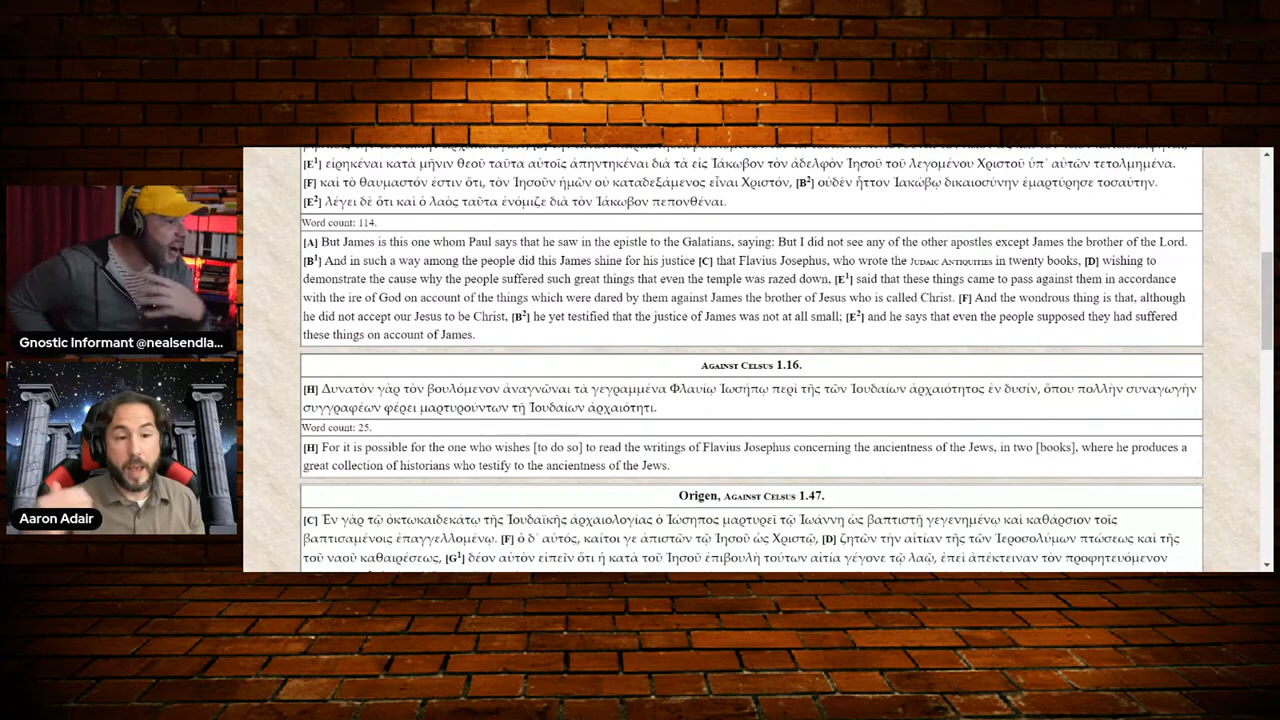 [E¹] εἰρηκέναι κατὰ μῆνιν θεοῦ ταῦτα αὐτοῖς ἀπηντηκέναι διὰ τὰ εἰς Ἰάκωβον τὸν ἀδελφὸν Ἰησοῦ τοῦ λεγομένου Χριστοῦ ὑπ᾽ αὐτῶν τετολμημένα.
[F] καὶ τὸ θαυμαστόν ἐστιν ὅτι, τὸν Ἰησοῦν ἡμῶν οὐ καταδεξάμενος εἶναι Χριστόν, [B²] οὐδὲν ἧττον Ἰακώβῳ δικαιοσύνην ἐμαρτύρησε τοσαύτην.
[E²] λέγει δὲ ὅτι καὶ ὁ λαὸς ταῦτα ἐνόμιζε διὰ τὸν Ἰάκωβον πεπονθέναι.
Word count: 114.
[A] But James is this one whom Paul says that he saw in the epistle to the Galatians, saying: But I did not see any of the other apostles except James the brother of the Lord.
[B¹] And in such a way among the people did this James shine for his justice [C] that Flavius Josephus, who wrote the Judaic Antiquities in twenty books, [D] wishing to
demonstrate the cause why the people suffered such great things that even the temple was razed down, [E¹] said that these things came to pass against them in accordance
with the ire of God on account of the things which were dared by them against James the brother of Jesus who is called Christ. [F] And the wondrous thing is that, although
he did not accept our Jesus to be Christ, [B²] he yet testified that the justice of James was not at all small; [E²] and he says that even the people supposed they had suffered
these things on account of James.
Against Celsus 1.16.
[H] Δυνατὸν γὰρ τὸν βουλόμενον ἀναγνῶναι τὰ γεγραμμένα Φλαυίῳ Ἰωσήπῳ περὶ τῆς τῶν Ἰουδαίων ἀρχαιότητος ἐν δυσίν, ὅπου πολλὴν συναγωγὴν
συγγραφέων φέρει μαρτυρούντων τῇ Ἰουδαίων ἀρχαιότητι.
Word count: 25.
[H] For it is possible for the one who wishes [to do so] to read the writings of Flavius Josephus concerning the ancientness of the Jews, in two [books], where he produces a
great collection of historians who testify to the ancientness of the Jews.
Origen, Against Celsus 1.47.
[C] Ἐν γὰρ τῷ ὀκτωκαιδεκάτῳ τῆς Ἰουδαϊκῆς ἀρχαιολογίας ὁ Ἰώσηπος μαρτυρεῖ τῷ Ἰωάννῃ ὡς βαπτιστῇ γεγενημένῳ καὶ καθάρσιον τοῖς
βαπτισαμένοις ἐπαγγελλομένῳ. [F] ὁ δ᾽ αὐτός, καίτοι γε ἀπιστῶν τῷ Ἰησοῦ ὡς Χριστῷ, [D] ζητῶν τὴν αἰτίαν τῆς τῶν Ἱεροσολύμων πτώσεως καὶ τῆς
τοῦ ναοῦ καθαιρέσεως, [G¹] δέον αὐτὸν εἰπεῖν ὅτι ἡ κατὰ τοῦ Ἰησοῦ ἐπιβουλὴ τούτων αἰτία γέγονε τῷ λαῷ, ἐπεὶ ἀπέκτειναν τὸν προφητευόμενον
Gnostic Informant @nealsendla...
Aaron Adair